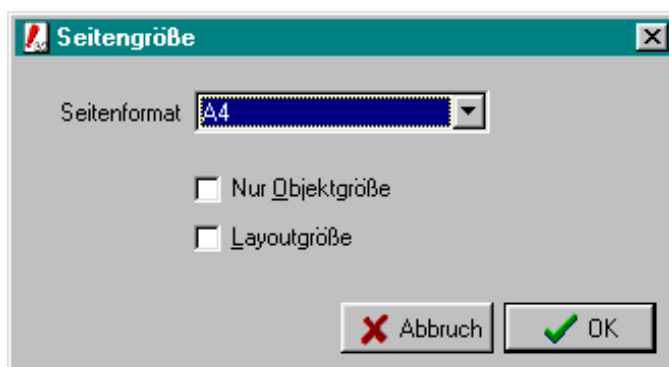 Seitengröße
Seitenformat A4
Nur Objektgröße
Layoutgröße
Abbruch OK